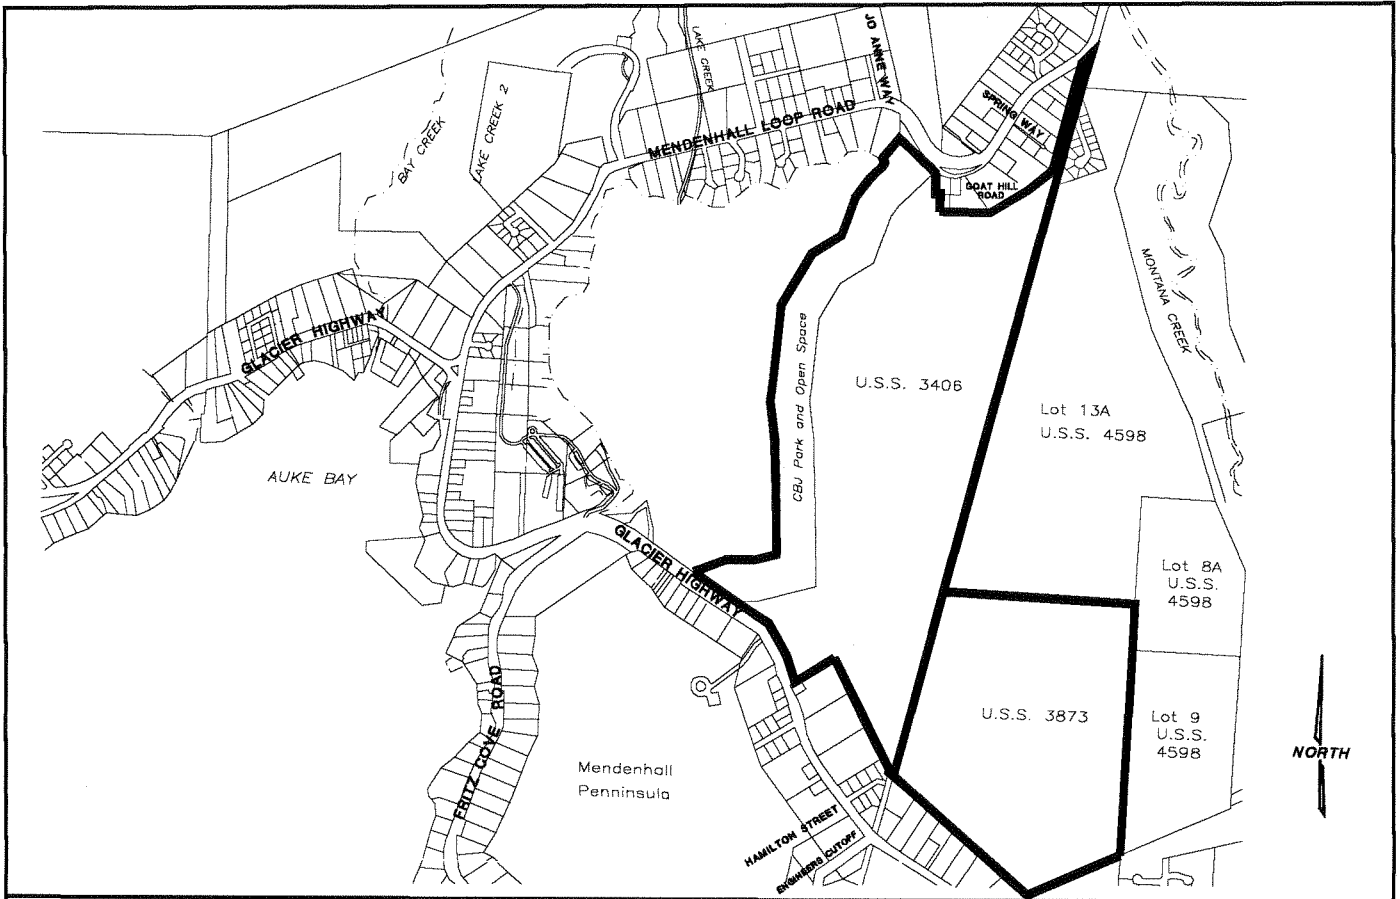 JO ANNE WAY
LAKE CREEK
LAKE CREEK 2
BAY CREEK
MENDENHALL LOOP ROAD
SPRING WAY
GOAT HILL
ROAD
MONTANA CREEK
GLACIER HIGHWAY
CBJ Park and Open Space
U.S.S. 3406
Lot 13A
U.S.S. 4598
AUKE BAY
GLACIER HIGHWAY
Lot 8A
U.S.S.
4598
FRITZ COVE ROAD
U.S.S. 3873
Lot 9
U.S.S.
4598
NORTH
Mendenhall
Penninsula
HAMILTON STREET
ENGINEERS CUTOFF